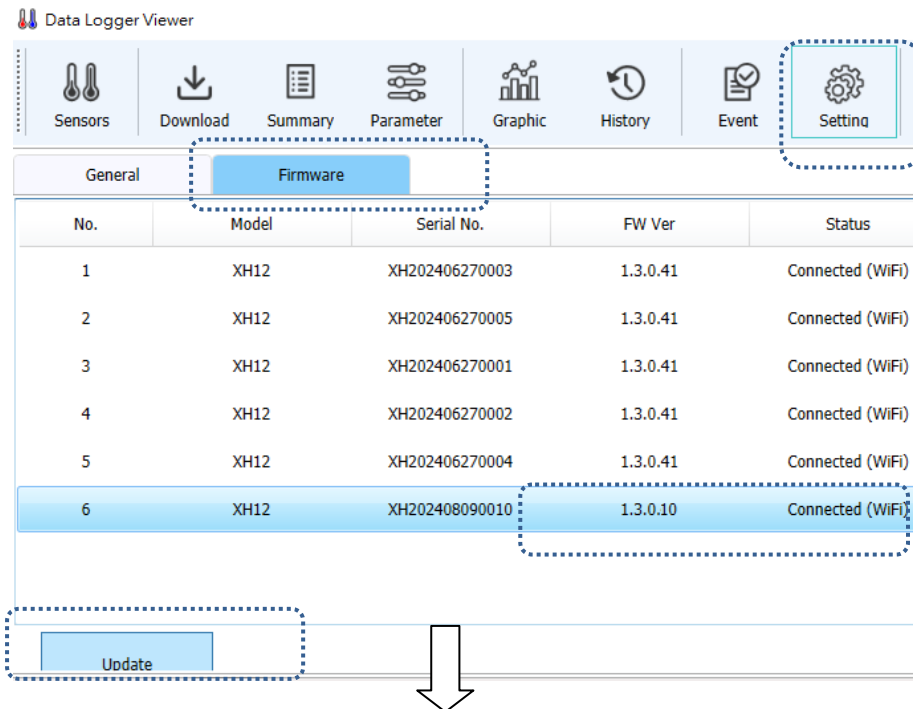 Data Logger Viewer
Sensors Download Summary Parameter Graphic History Event Setting
General Firmware
No. Model Serial No. FW Ver Status
1 XH12 XH202406270003 1.3.0.41 Connected (WiFi)
2 XH12 XH202406270005 1.3.0.41 Connected (WiFi)
3 XH12 XH202406270001 1.3.0.41 Connected (WiFi)
4 XH12 XH202406270002 1.3.0.41 Connected (WiFi)
5 XH12 XH202406270004 1.3.0.41 Connected (WiFi)
6 XH12 XH202408090010 1.3.0.10 Connected (WiFi)
Update